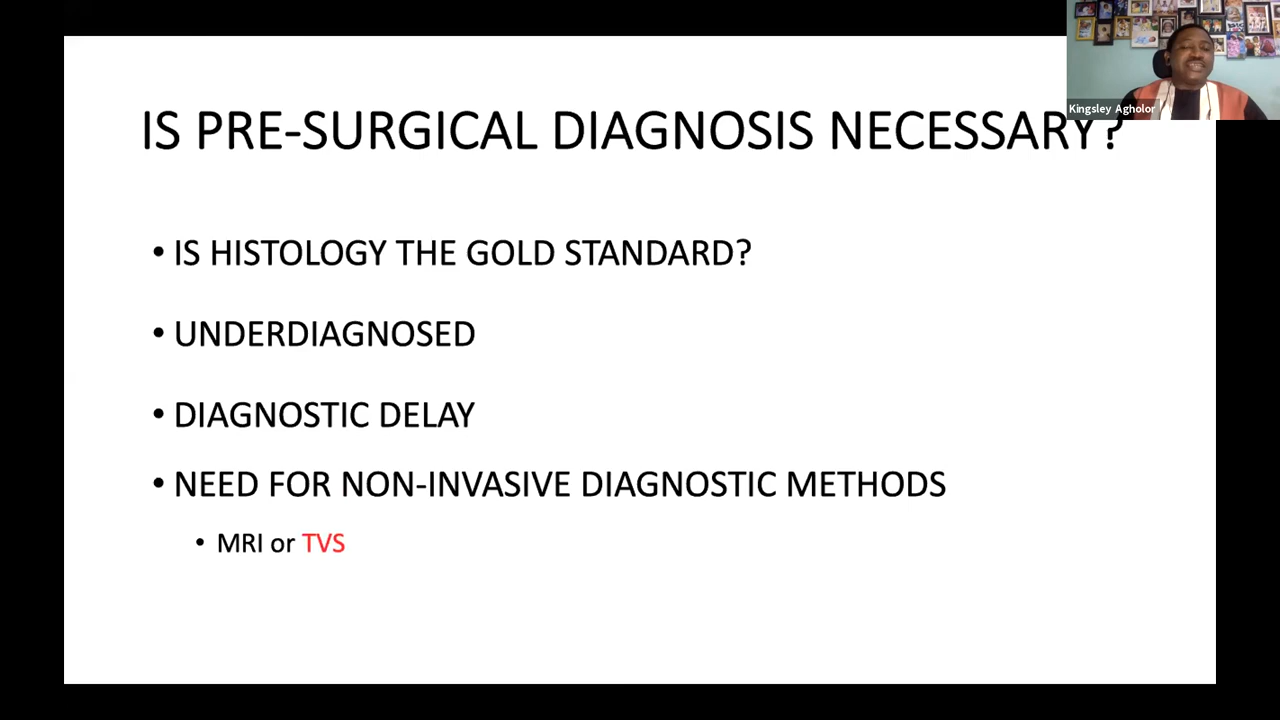 Kingsley Agholor
IS PRE-SURGICAL DIAGNOSIS NECESSARY?
• IS HISTOLOGY THE GOLD STANDARD?
• UNDERDIAGNOSED
• DIAGNOSTIC DELAY
• NEED FOR NON-INVASIVE DIAGNOSTIC METHODS
• MRI or TVS